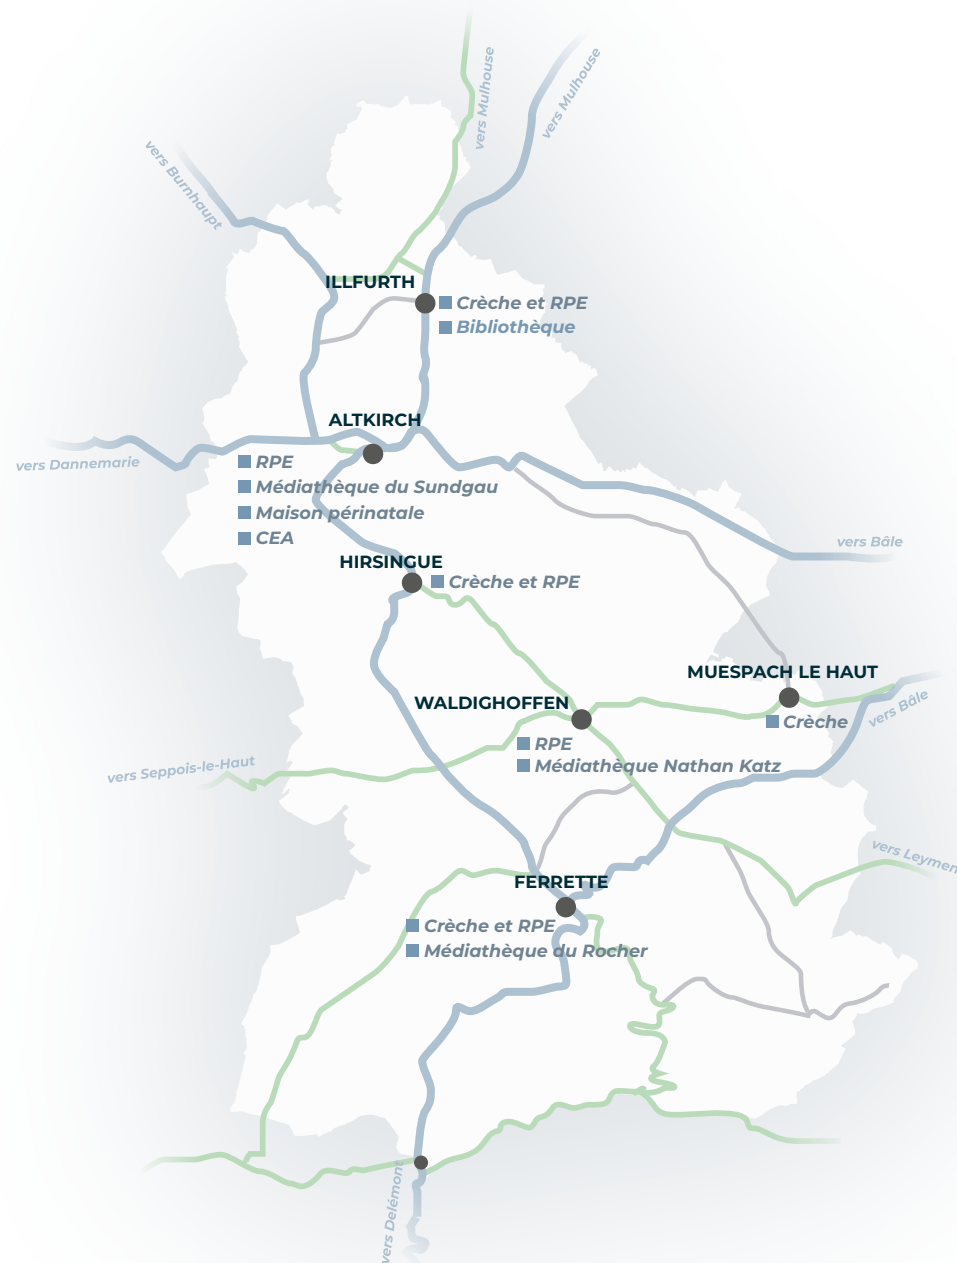 vers Mulhouse
vers Mulhouse
vers Burnhaupt
ILLFURTH
Crèche et RPE
Bibliothèque
ALTKIRCH
vers Dannemarie
RPE
Médiathèque du Sundgau
Maison périnatale
CEA
vers Bâle
HIRSINGUE
Crèche et RPE
MUESPACH LE HAUT
WALDIGHOFFEN
vers Bâle
Crèche
RPE
Médiathèque Nathan Katz
vers Seppois-le-Haut
vers Leymen
FERRETTE
Crèche et RPE
Médiathèque du Rocher
vers Delémont